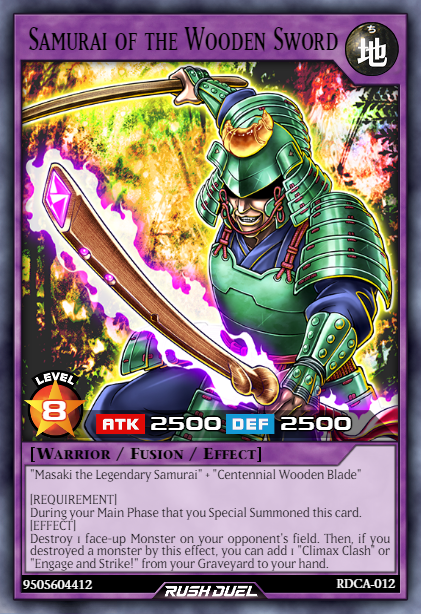 Samurai of the Wooden Sword
ち
地
LEVEL
8
ATK 2500 DEF 2500
[Warrior / Fusion / Effect]
"Masaki the Legendary Samurai" + "Centennial Wooden Blade"
[REQUIREMENT]
During your Main Phase that you Special Summoned this card.
[EFFECT]
Destroy 1 face-up Monster on your opponent's field. Then, if you
destroyed a monster by this effect, you can add 1 "Climax Clash" or
"Engage and Strike!" from your Graveyard to your hand.
9505604412
RUSH DUEL
RDCA-012